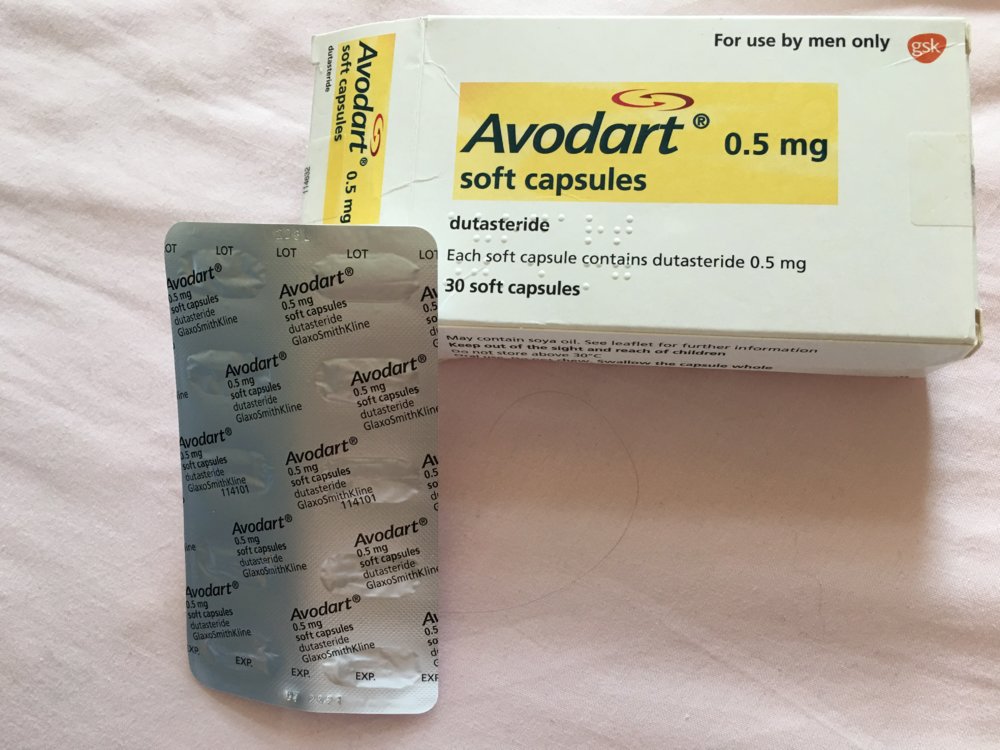 For use by men only
gsk
Avodart® 0.5 mg
soft capsules
dutasteride
Each soft capsule contains dutasteride 0.5 mg
30 soft capsules
May contain soya oil. See leaflet for further information
Keep out of the sight and reach of children
Do not store above 30°C
swallow the capsule whole
Avodart® 0.5 mg
soft capsules
dutasteride
114632
LOT LOT LOT LOT
Avodart®
0.5 mg
soft capsules
dutasteride
GlaxoSmithKline
Avodart®
0.5 mg
soft capsules
dutasteride
GlaxoSmithKline
Avodart®
0.5 mg
soft capsules
dutasteride
GlaxoSmithKline
Avodart®
0.5 mg
soft capsules
dutasteride
GlaxoSmithKline
Avodart®
0.5 mg
soft capsules
dutasteride
GlaxoSmithKline
114101
Avodart®
0.5 mg
soft capsules
dutasteride
GlaxoSmithKline
114101
Avodart®
0.5 mg
soft capsules
dutasteride
GlaxoSmithKline
Avodart®
0.5 mg
soft capsules
dutasteride
GlaxoSmithKline
Avodart®
0.5 mg
soft capsules
dutasteride
GlaxoSmithKline
Avodart®
0.5 mg
soft capsules
dutasteride
GlaxoSmithKline
EXP. EXP. EXP. EXP